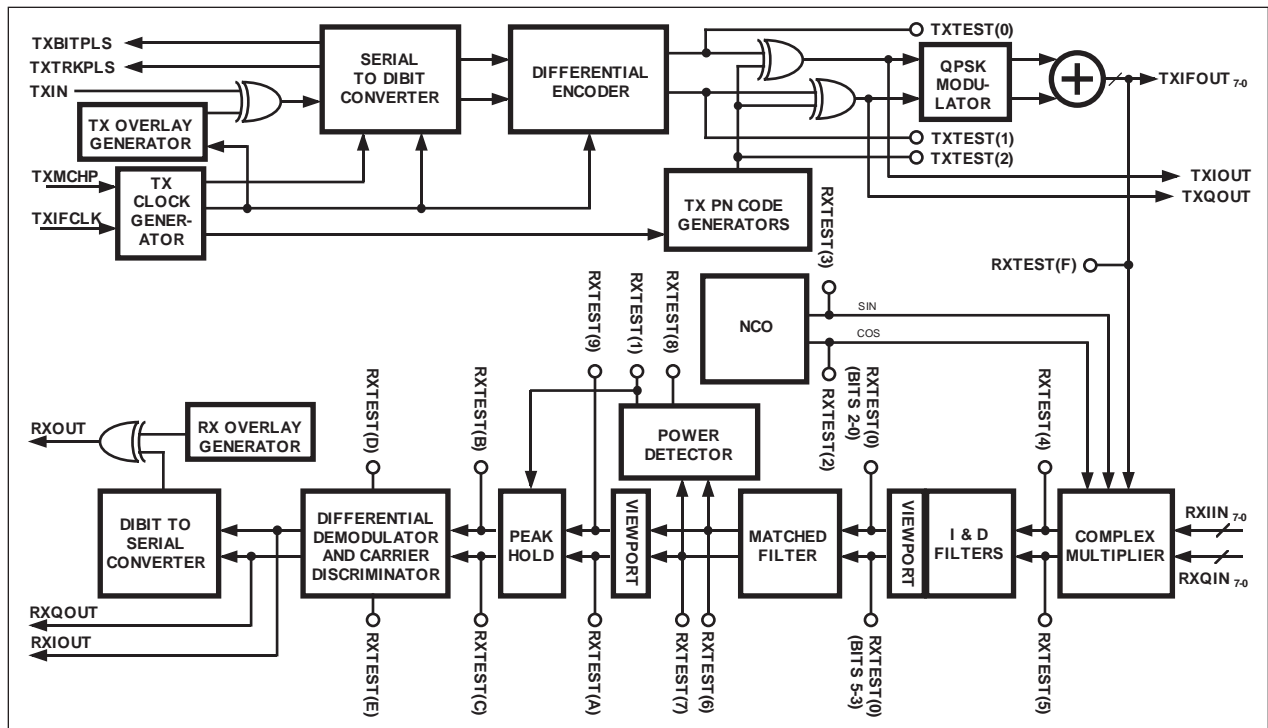 TXBITPLS
TXTRKPLS
TXIN
TX OVERLAY
GENERATOR
TXMCHP
TXIFCLK
TX
CLOCK
GENER-
ATOR
SERIAL
TO DIBIT
CONVERTER
DIFFERENTIAL
ENCODER
TXTEST(0)
QPSK
MODU-
LATOR
TXIFOUT 7-0
TXTEST(1)
TXTEST(2)
TXIOUT
TXQOUT
TX PN CODE
GENERATORS
RXTEST(F)
RXTEST(3)
NCO
SIN
COS
RXTEST(2)
RXTEST(9)
RXTEST(1)
RXTEST(8)
RXTEST(0)
(BITS 2-0)
RXTEST(4)
RXOUT
RX OVERLAY
GENERATOR
RXTEST(D)
RXTEST(B)
POWER
DETECTOR
DIBIT TO
SERIAL
CONVERTER
DIFFERENTIAL
DEMODULATOR
AND CARRIER
DISCRIMINATOR
PEAK
HOLD
VIEWPORT
MATCHED
FILTER
VIEWPORT
I & D
FILTERS
COMPLEX
MULTIPLIER
RXIIN 7-0
RXQIN 7-0
RXQOUT
RXIOUT
RXTEST(E)
RXTEST(C)
RXTEST(A)
RXTEST(7)
RXTEST(6)
RXTEST(0)
(BITS 5-3)
RXTEST(5)